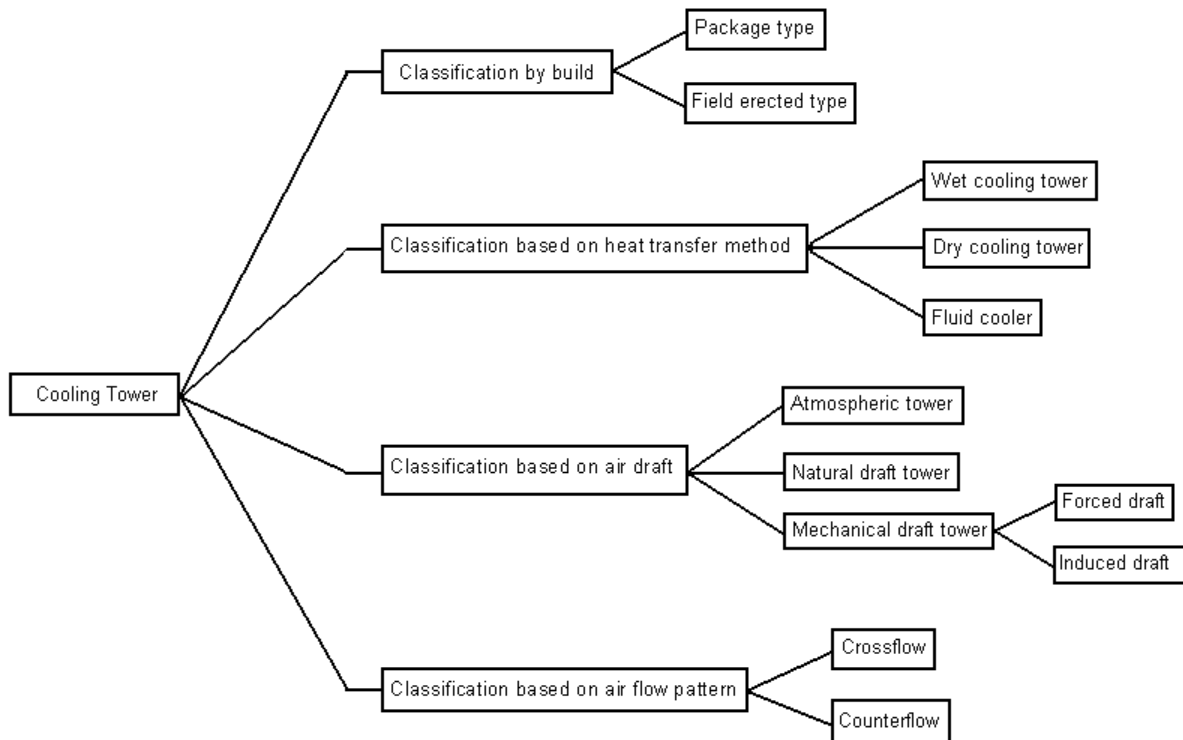 Package type
Classification by build
Field erected type
Wet cooling tower
Classification based on heat transfer method
Dry cooling tower
Fluid cooler
Cooling Tower
Atmospheric tower
Classification based on air draft
Natural draft tower
Mechanical draft tower
Forced draft
Induced draft
Crossflow
Classification based on air flow pattern
Counterflow